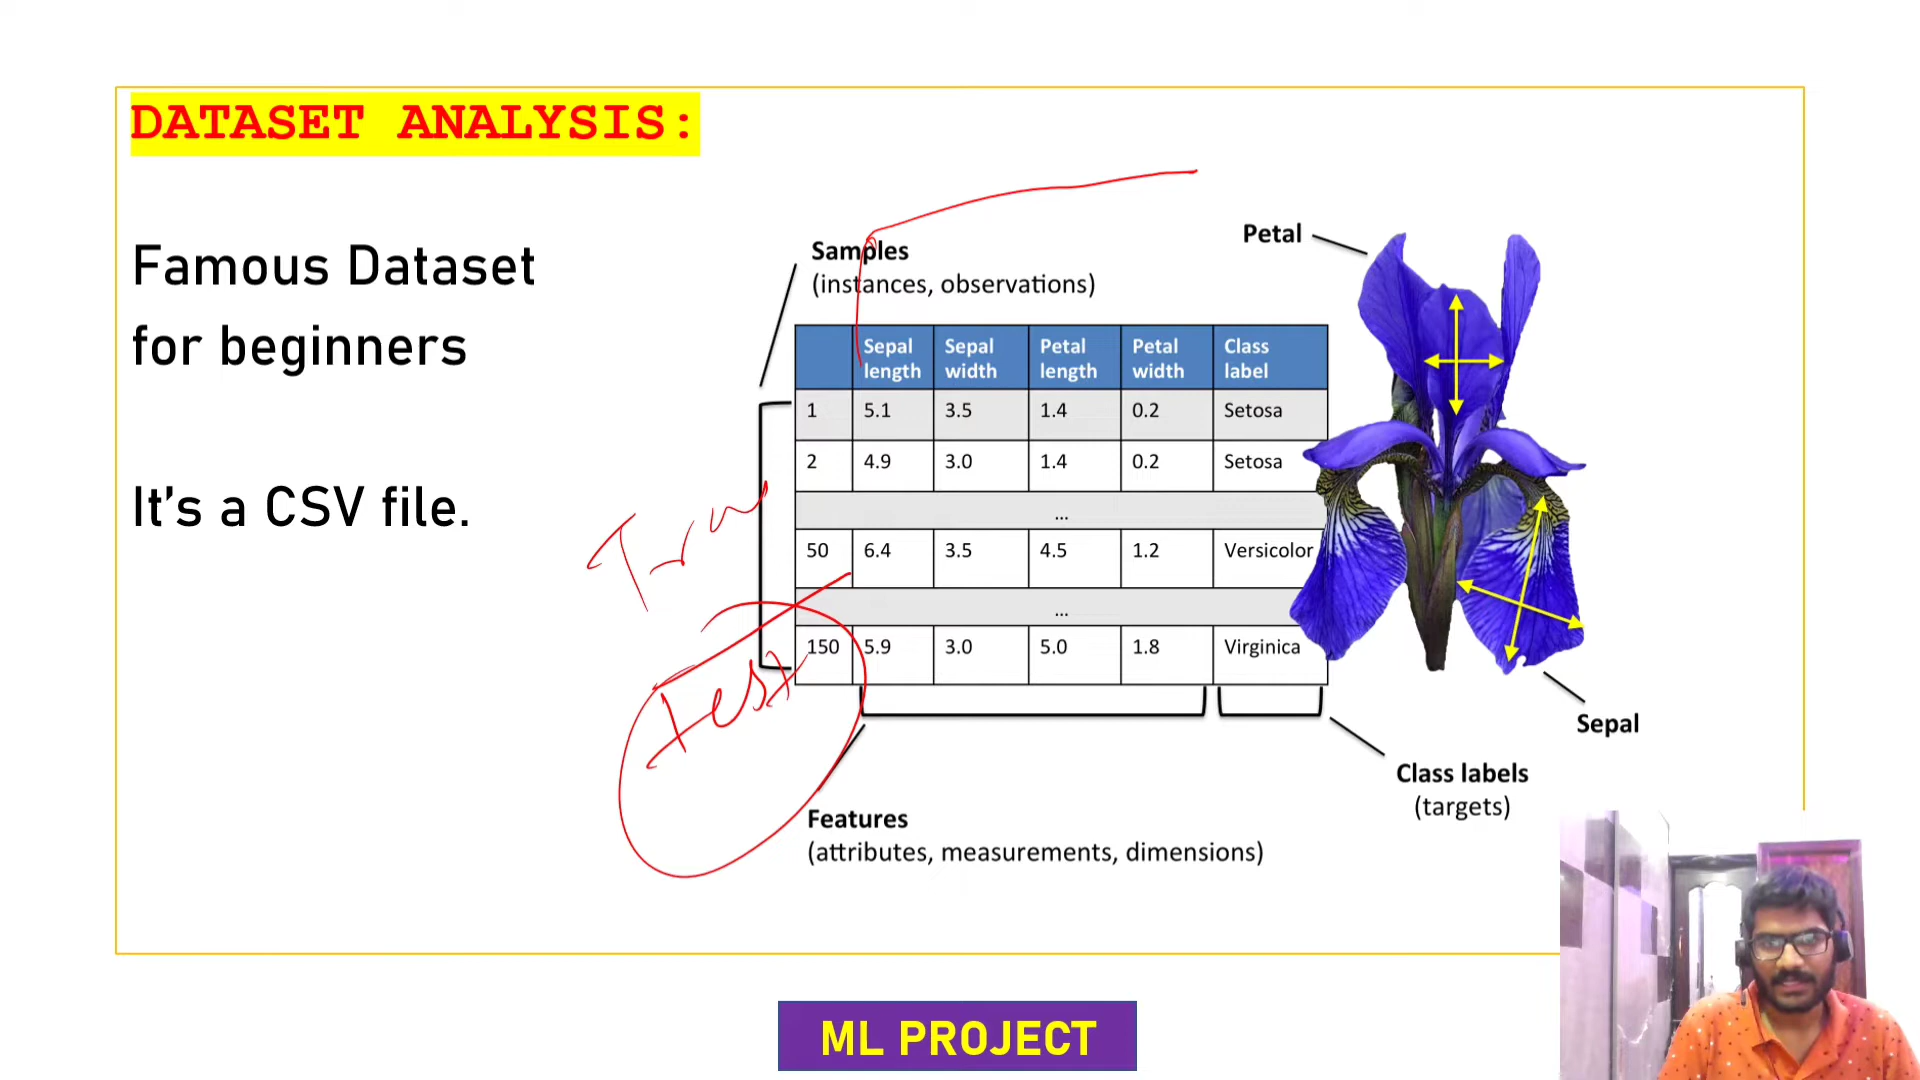 DATASET ANALYSIS:
Famous Dataset
for beginners
It's a CSV file.
Samples
(instances, observations)
Petal
Sepal length Sepal width Petal length Petal width Class label
1 5.1 3.5 1.4 0.2 Setosa
2 4.9 3.0 1.4 0.2 Setosa
...
50 6.4 3.5 4.5 1.2 Versicolor
...
150 5.9 3.0 5.0 1.8 Virginica
test
Sepal
Class labels
(targets)
Features
(attributes, measurements, dimensions)
ML PROJECT